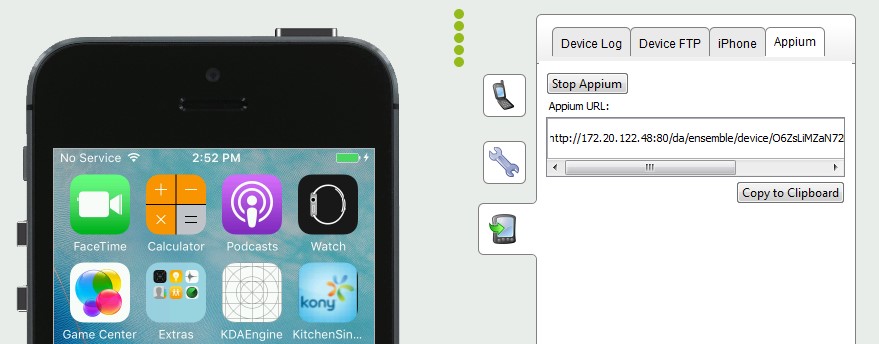 No Service 2:52 PM
FaceTime Calculator Podcasts Watch
kony
Game Center Extras KDAEngine KitchenSin...
Device Log Device FTP iPhone Appium
Stop Appium
Appium URL:
http://172.20.122.48:80/da/ensemble/device/O6ZsLiMZaN72
Copy to Clipboard